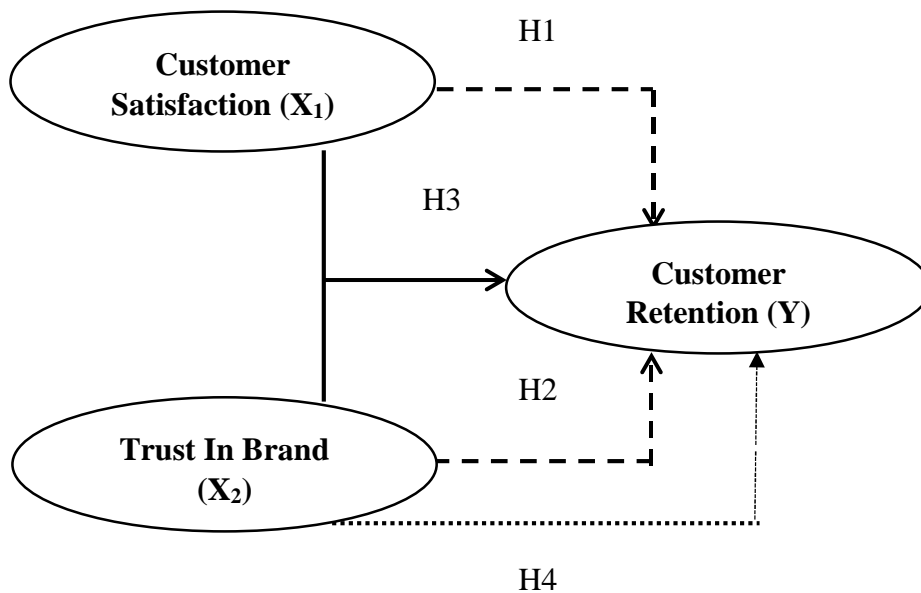 H1
Customer
Satisfaction (X₁)
H3
Customer
Retention (Y)
H2
Trust In Brand
(X₂)
H4